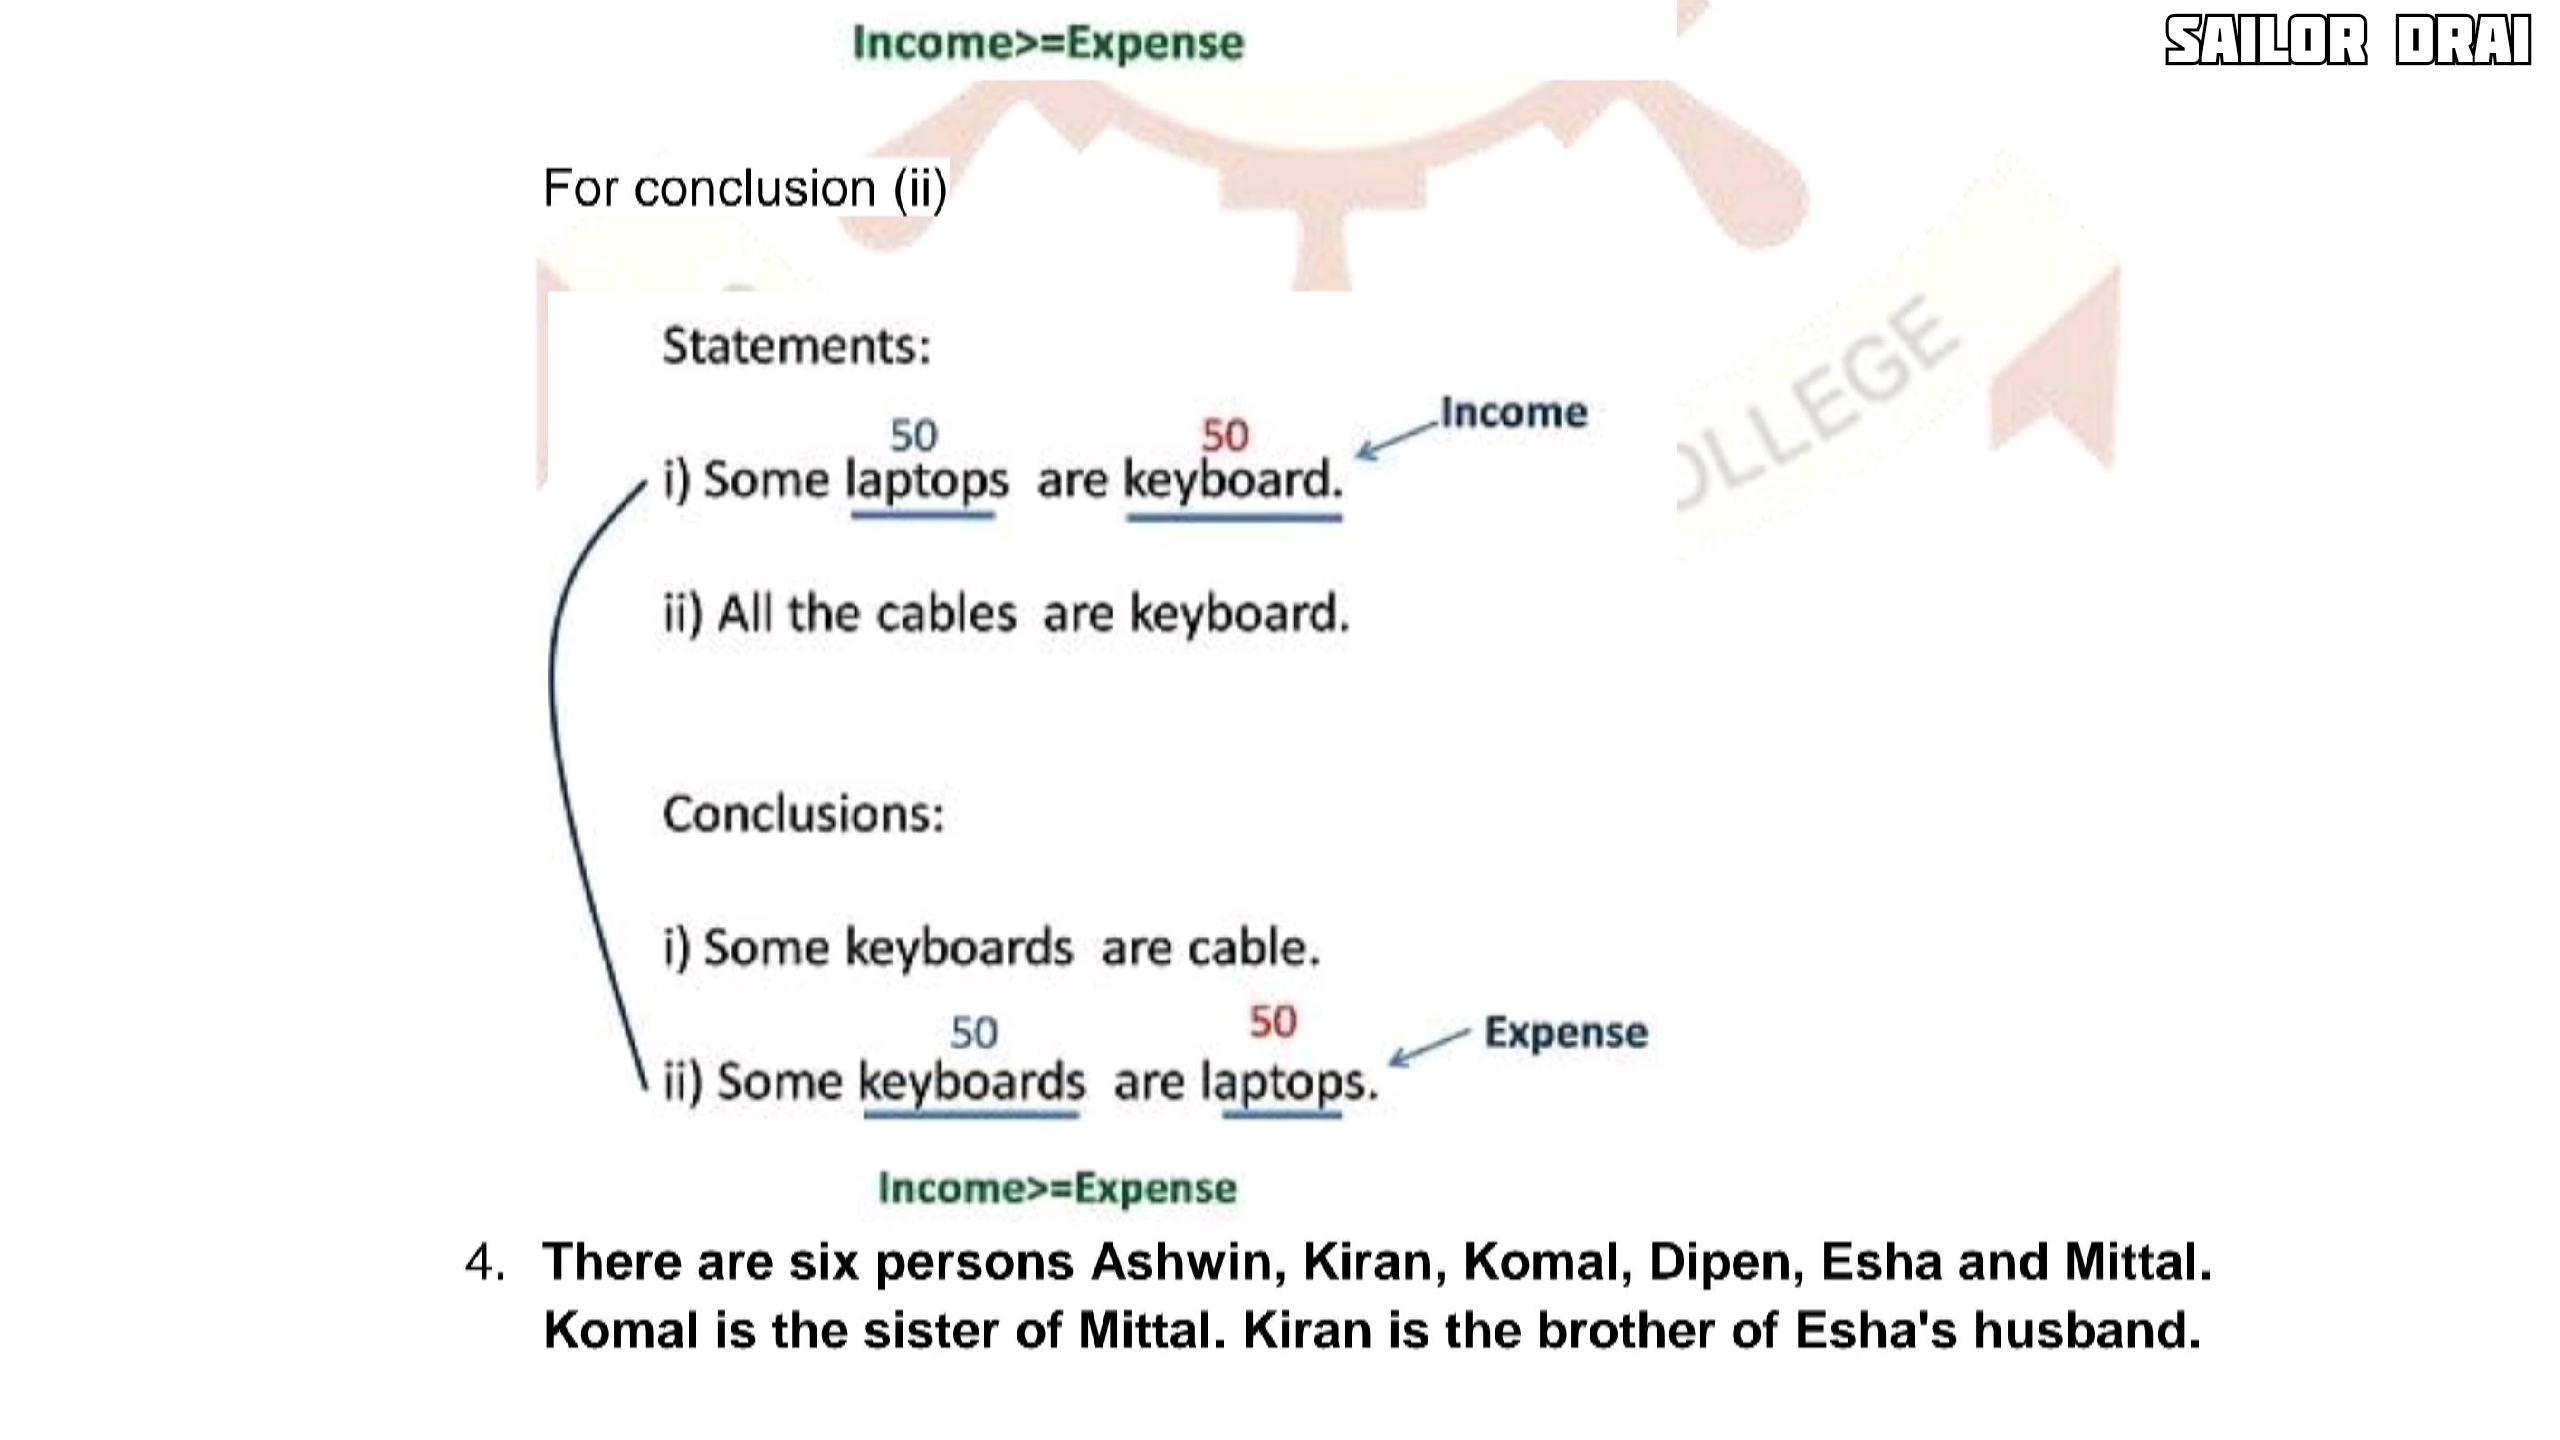 Income>=Expense
SAILOR DRAI
For conclusion (ii)
Statements:
50 50 Income
i) Some laptops are keyboard.
OLLEGE
ii) All the cables are keyboard.
Conclusions:
i) Some keyboards are cable.
50 50 Expense
ii) Some keyboards are laptops.
Income>=Expense
4. There are six persons Ashwin, Kiran, Komal, Dipen, Esha and Mittal.
Komal is the sister of Mittal. Kiran is the brother of Esha's husband.